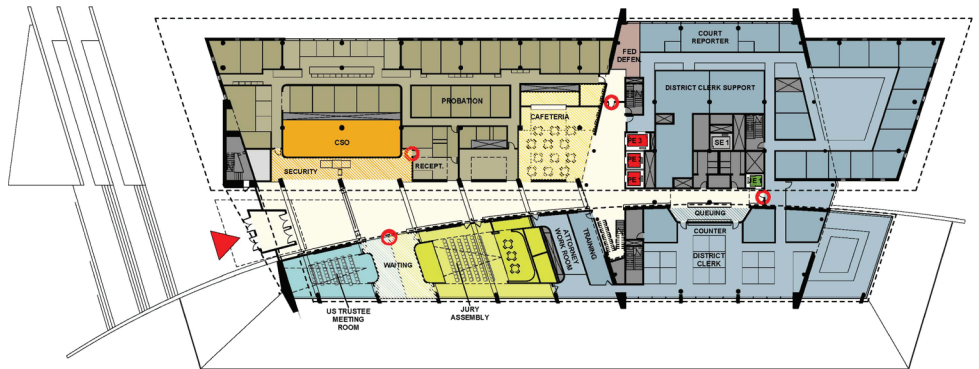 COURT
REPORTER
FED
DEFEN.
DISTRICT CLERK SUPPORT
PROBATION
CAFETERIA
CSO
SE 1
PE 3
PE
PE
SECURITY
RECEPT.
JE 1
QUEUING
COUNTER
DISTRICT
CLERK
TRAINING
ATTORNEY
WORK ROOM
WAITING
US TRUSTEE
MEETING
ROOM
JURY
ASSEMBLY